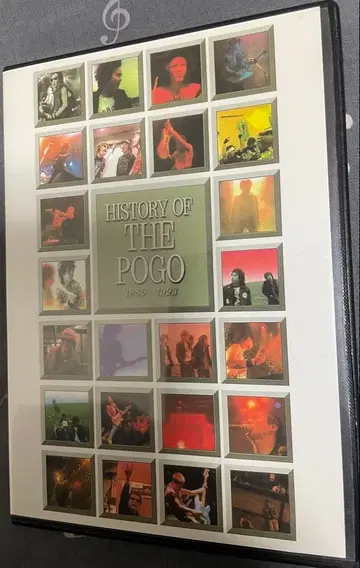 HISTORY OF
THE
POGO
1985-1993